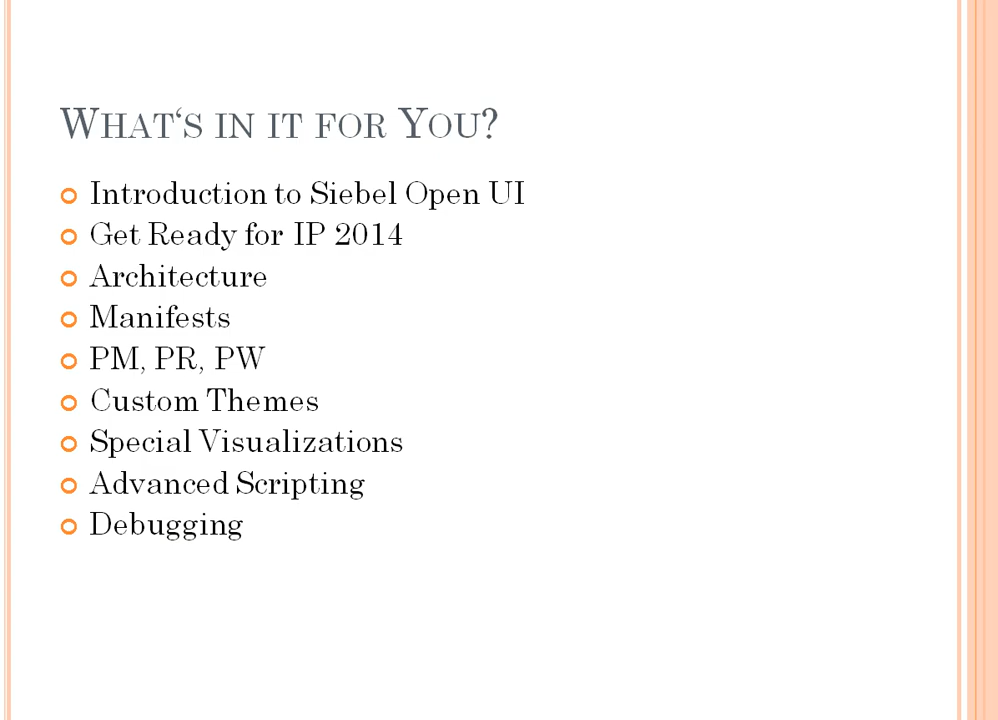 What‘s in it for You?
Introduction to Siebel Open UI
Get Ready for IP 2014
Architecture
Manifests
PM, PR, PW
Custom Themes
Special Visualizations
Advanced Scripting
Debugging